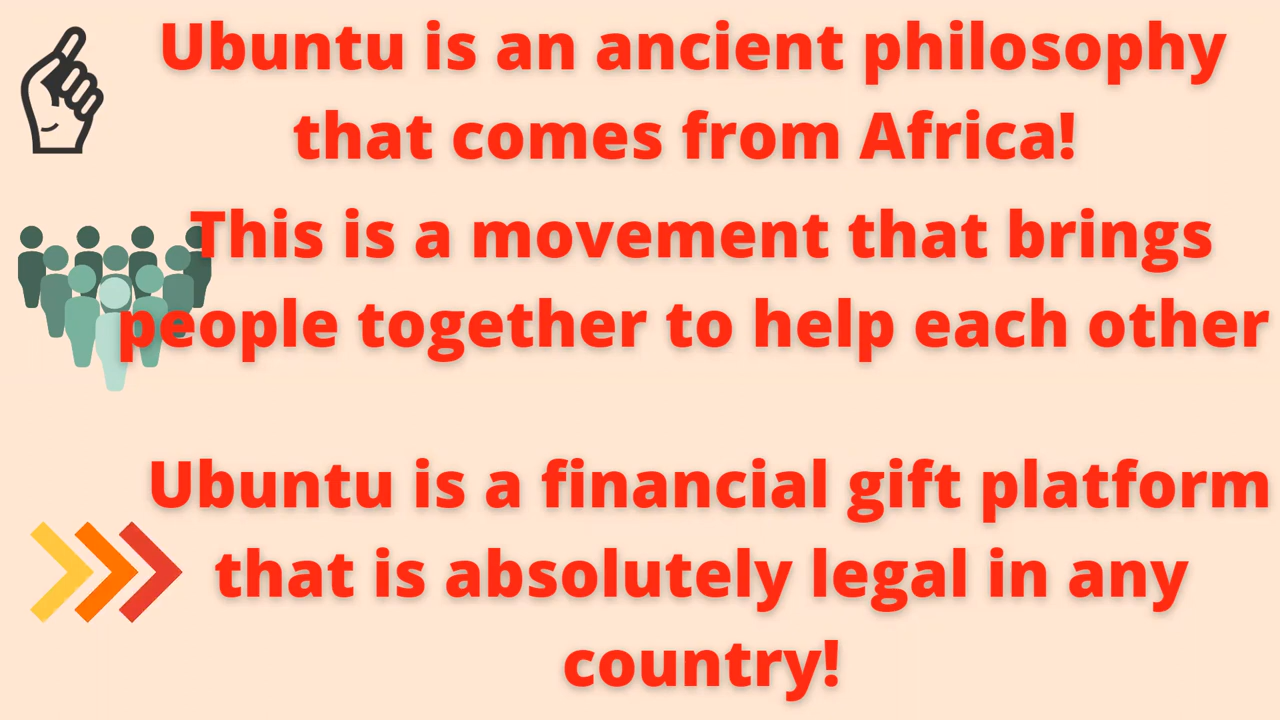 Ubuntu is an ancient philosophy
that comes from Africa!
This is a movement that brings
people together to help each other
Ubuntu is a financial gift platform
that is absolutely legal in any
country!